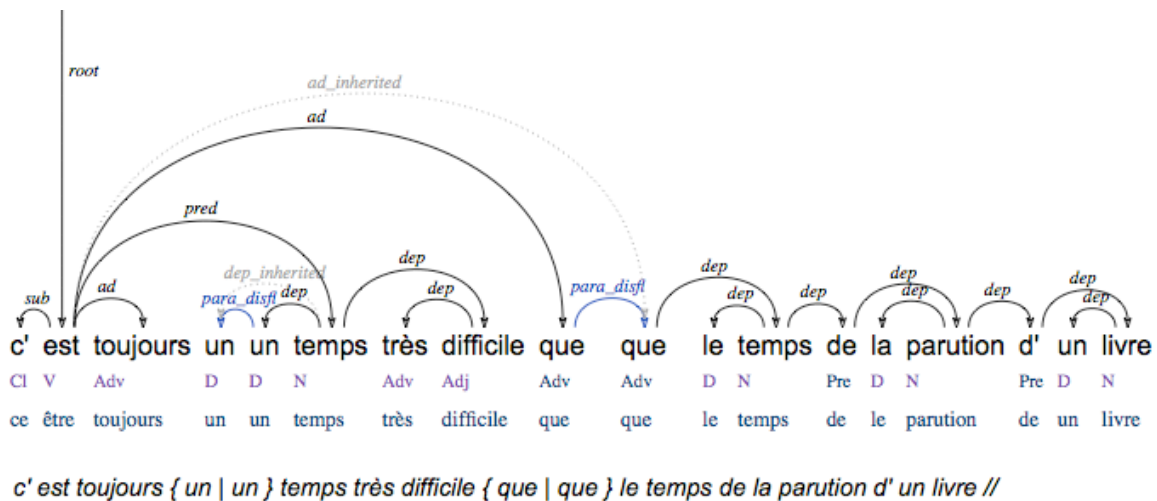 root
ad_inherited
ad
pred
dep_inherited
dep dep dep dep
sub ad para_disfl dep dep para_disfl dep dep dep dep dep
c' est toujours un un temps très difficile que que le temps de la parution d' un livre
Cl V Adv D D N Adv Adj Adv Adv D N Pre D N Pre D N
ce être toujours un un temps très difficile que que le temps de le parution de un livre
c' est toujours { un | un } temps très difficile { que | que } le temps de la parution d' un livre //